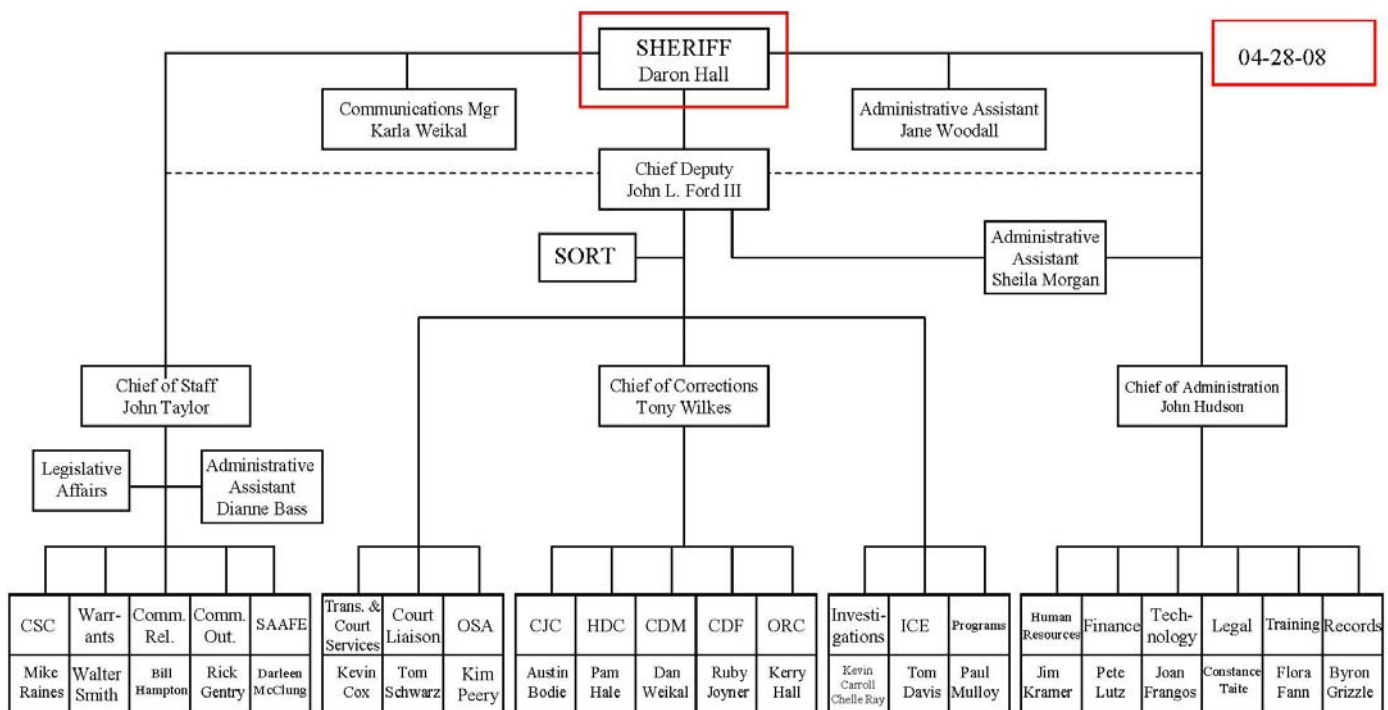 SHERIFF
Daron Hall
04-28-08
Communications Mgr
Karla Weikal
Administrative Assistant
Jane Woodall
Chief Deputy
John L. Ford III
SORT
Administrative
Assistant
Sheila Morgan
Chief of Staff
John Taylor
Chief of Corrections
Tony Wilkes
Chief of Administration
John Hudson
Legislative
Affairs
Administrative
Assistant
Dianne Bass
CSC
Mike
Raines
Warr-
ants
Walter
Smith
Comm.
Rel.
Bill
Hampton
Comm.
Out.
Rick
Gentry
SAAFE
Darleen
McClung
Trans. &
Court
Services
Kevin
Cox
Court
Liaison
Tom
Schwarz
OSA
Kim
Peery
CJC
Austin
Bodie
HDC
Pam
Hale
CDM
Dan
Weikal
CDF
Ruby
Joyner
ORC
Kerry
Hall
Investi-
gations
Kevin
Carroll
Chelle Ray
ICE
Tom
Davis
Programs
Paul
Mulloy
Human
Resources
Jim
Kramer
Finance
Pete
Lutz
Tech-
nology
Joan
Frangos
Legal
Constance
Taite
Training
Flora
Fann
Records
Byron
Grizzle